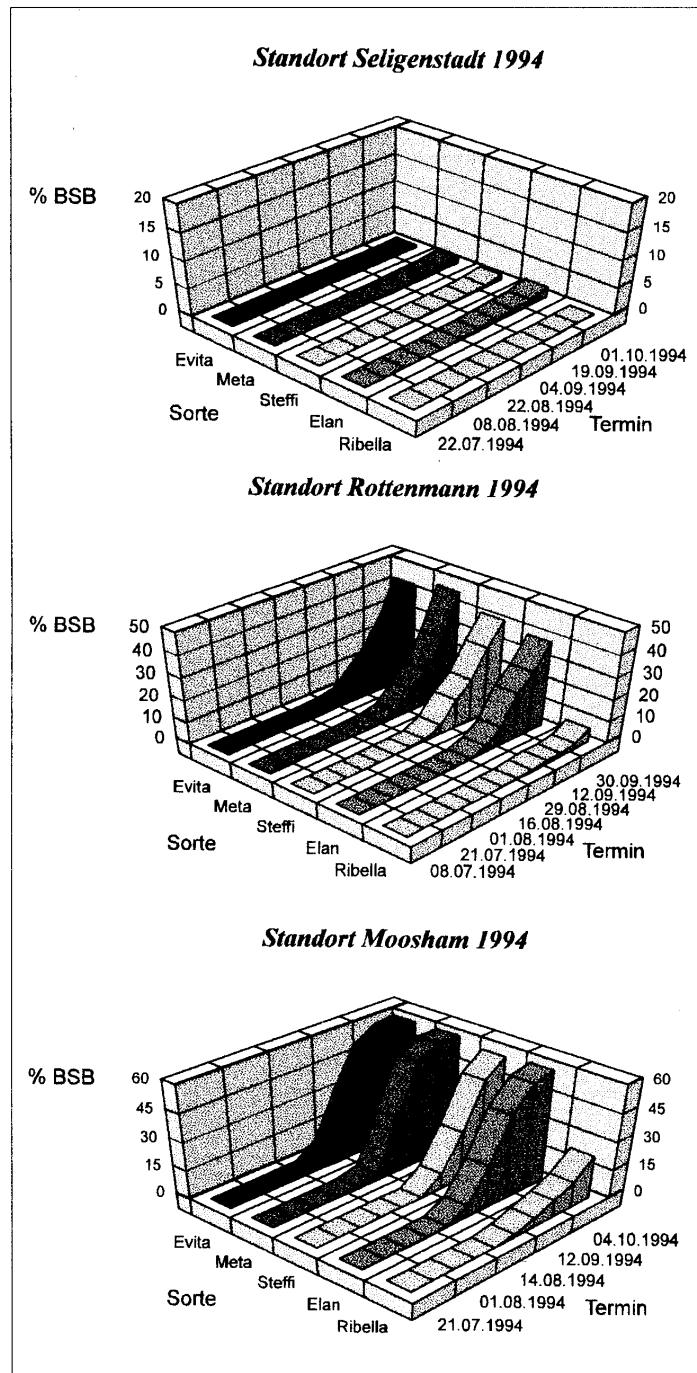 Standort Seligenstadt 1994
% BSB
20
15
10
5
0
20
15
10
5
0
Evita
Meta
Steffi
Elan
Ribella
Sorte
01.10.1994
19.09.1994
04.09.1994
22.08.1994
08.08.1994
22.07.1994
Termin
Standort Rottenmann 1994
% BSB
50
40
30
20
10
0
50
40
30
20
10
0
Evita
Meta
Steffi
Elan
Ribella
Sorte
30.09.1994
12.09.1994
29.08.1994
16.08.1994
01.08.1994
21.07.1994
08.07.1994
Termin
Standort Moosham 1994
% BSB
60
45
30
15
0
60
45
30
15
0
Evita
Meta
Steffi
Elan
Ribella
Sorte
04.10.1994
12.09.1994
14.08.1994
01.08.1994
21.07.1994
Termin